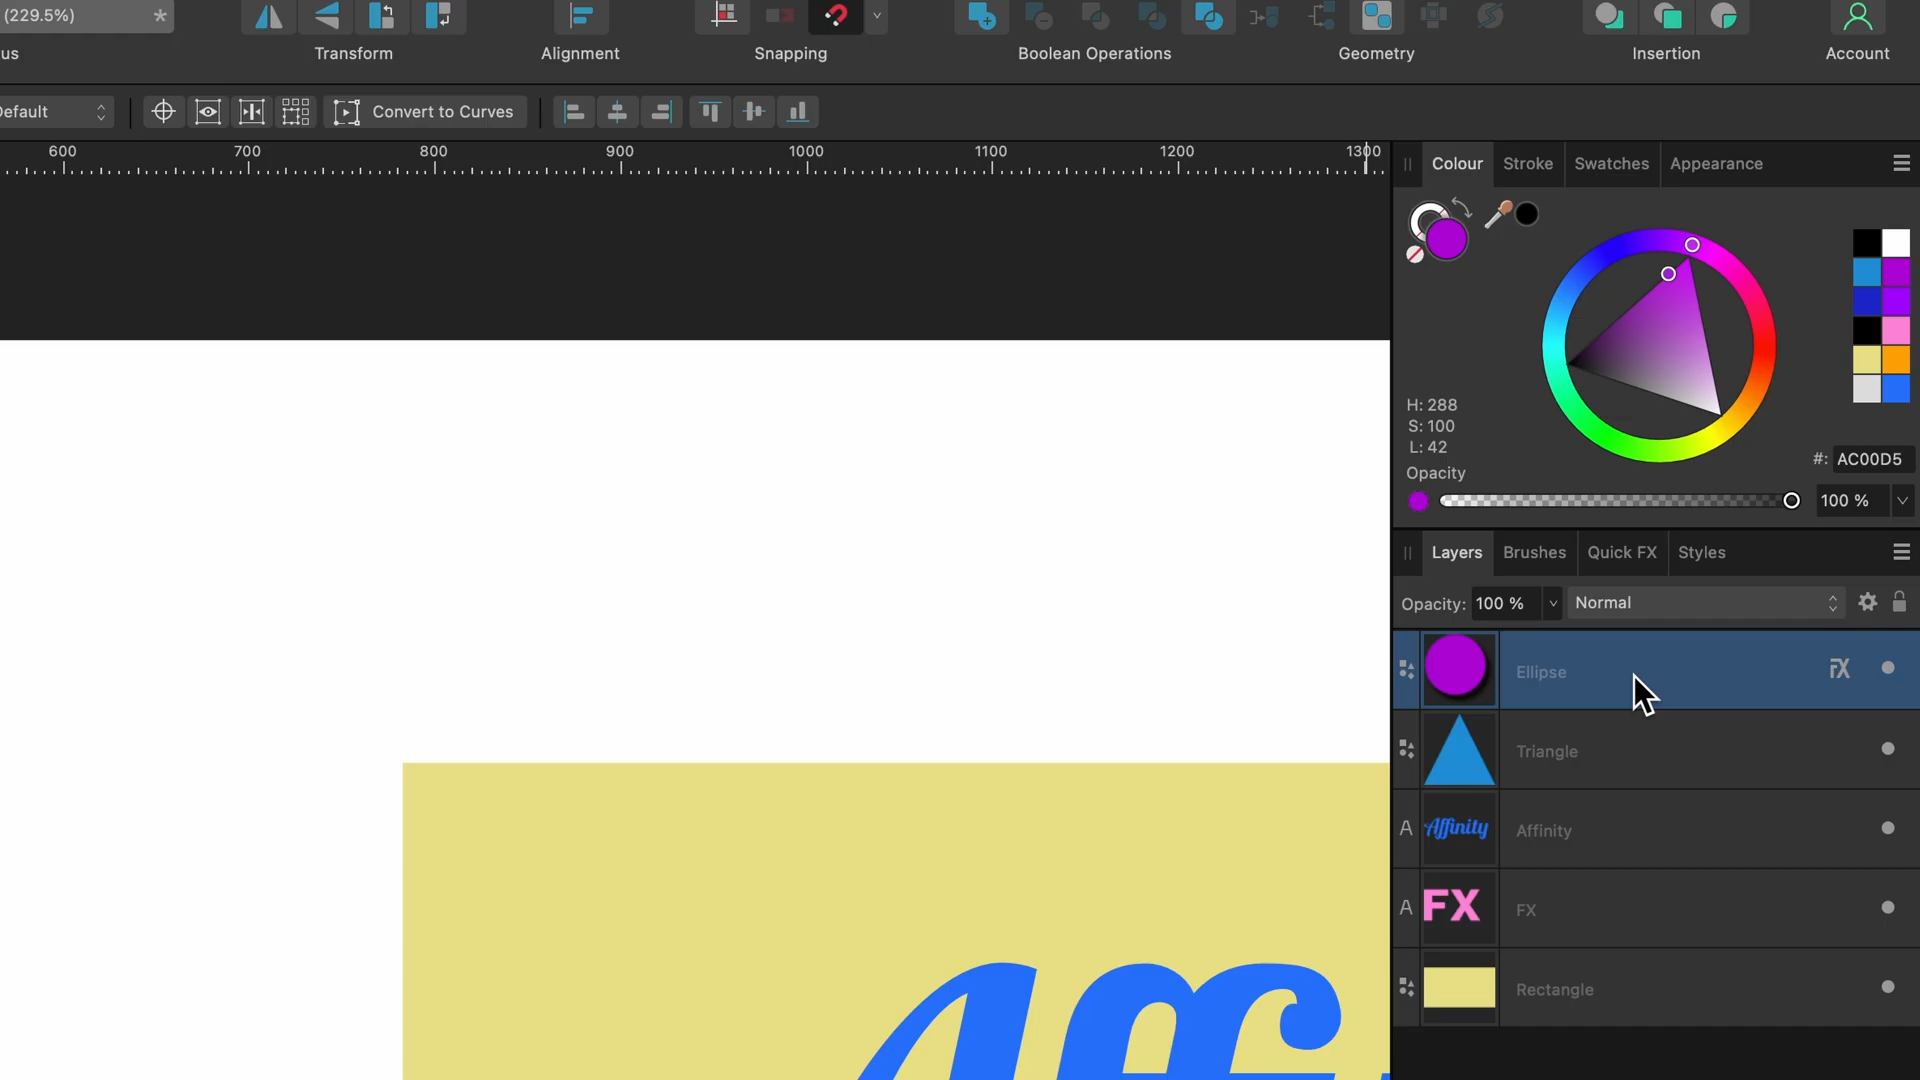 (229.5%) *
us Transform Alignment Snapping Boolean Operations Geometry Insertion Account
Default Convert to Curves
600 700 800 900 1000 1100 1200 1300
Colour Stroke Swatches Appearance
H: 288
S: 100
L: 42
#: AC00D5
Opacity
100 %
Layers Brushes Quick FX Styles
Opacity: 100 % Normal
Ellipse FX
Triangle
A Affinity Affinity
A FX FX
Rectangle
Aff